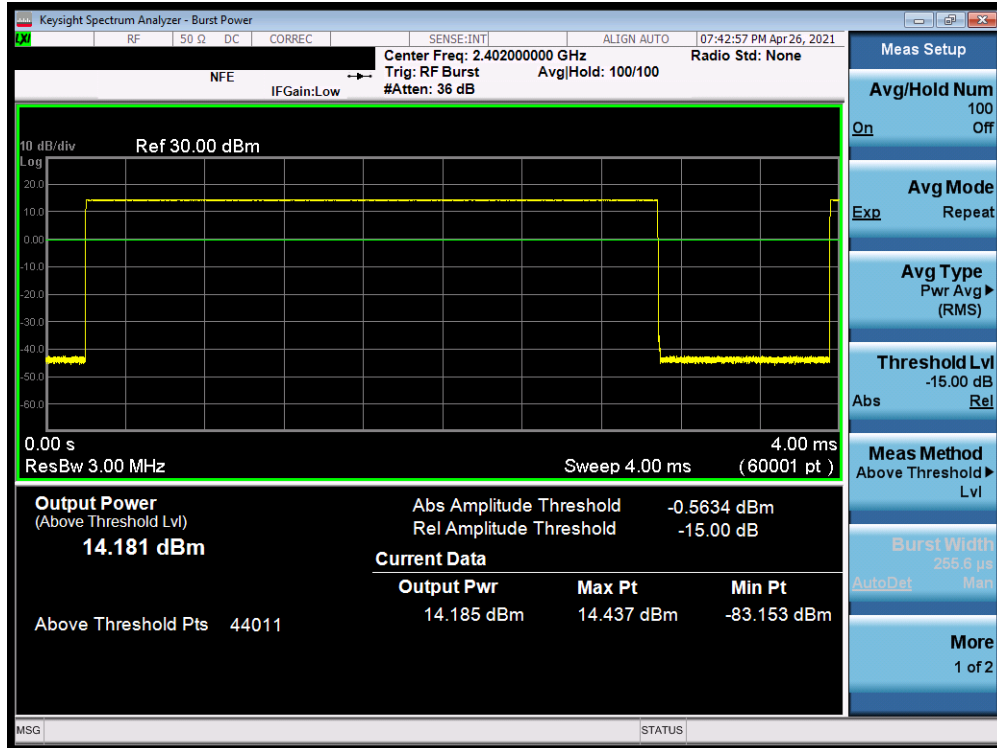 Keysight Spectrum Analyzer - Burst Power
LXI RF 50 Ω DC CORREC SENSE:INT ALIGN AUTO 07:42:57 PM Apr 26, 2021
Center Freq: 2.402000000 GHz Radio Std: None
NFE Trig: RF Burst Avg|Hold: 100/100
IFGain:Low #Atten: 36 dB
10 dB/div Ref 30.00 dBm
Log
20.0
10.0
0.00
-10.0
-20.0
-30.0
-40.0
-50.0
-60.0
0.00 s 4.00 ms
ResBw 3.00 MHz Sweep 4.00 ms (60001 pt )
Output Power
(Above Threshold Lvl)
14.181 dBm
Above Threshold Pts 44011
Abs Amplitude Threshold -0.5634 dBm
Rel Amplitude Threshold -15.00 dB
Current Data
Output Pwr Max Pt Min Pt
14.185 dBm 14.437 dBm -83.153 dBm
Meas Setup
Avg/Hold Num
100
On Off
Avg Mode
Exp Repeat
Avg Type
Pwr Avg
(RMS)
Threshold Lvl
-15.00 dB
Abs Rel
Meas Method
Above Threshold
Lvl
Burst Width
255.6 µs
AutoDet Man
More
1 of 2
MSG STATUS